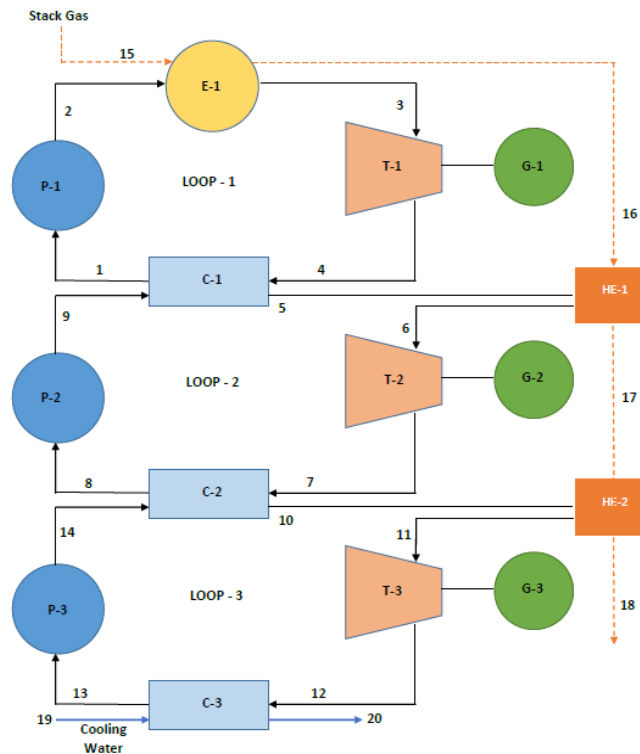 Stack Gas
15
E-1
2
3
P-1
LOOP - 1
T-1
G-1
16
1
C-1
4
5
HE-1
9
6
P-2
LOOP - 2
T-2
G-2
17
8
C-2
7
10
HE-2
14
11
P-3
LOOP - 3
T-3
G-3
18
13
C-3
12
19
20
Cooling
Water